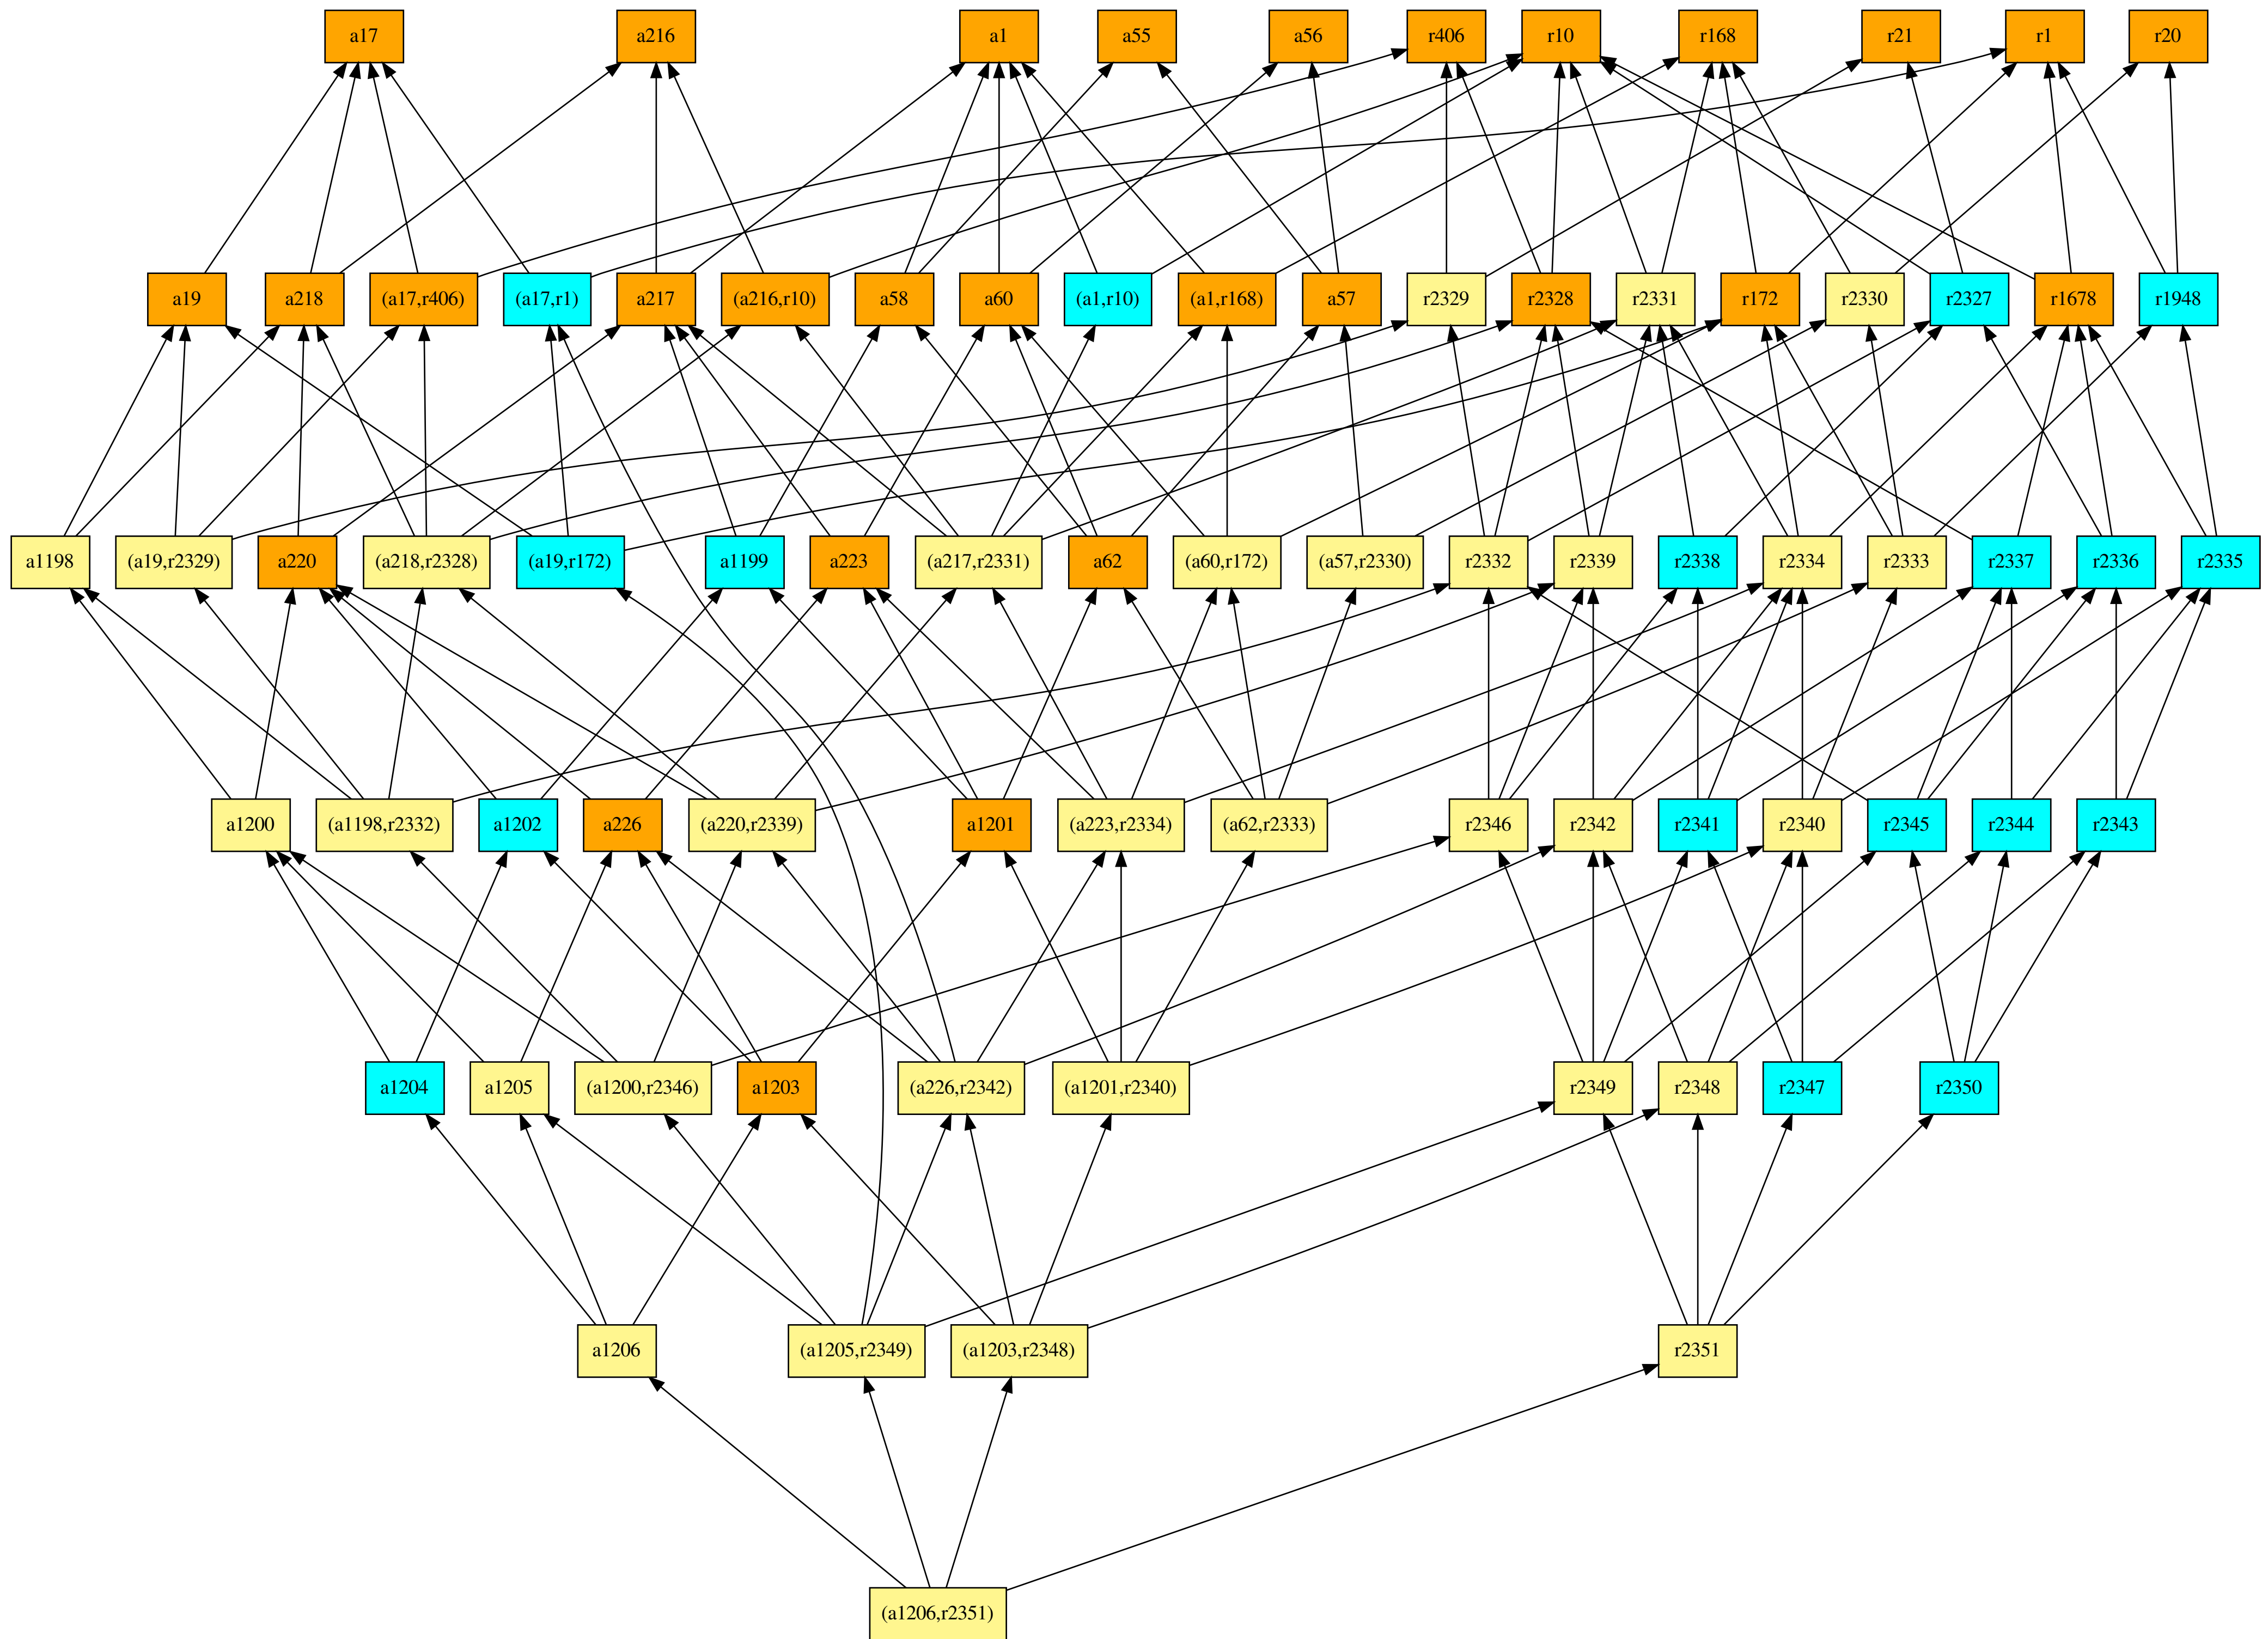 a17 a216 a1 a55 a56 r406 r10 r168 r21 r1 r20
a19 a218 (a17,r406) (a17,r1) a217 (a216,r10) a58 a60 (a1,r10) (a1,r168) a57 r2329 r2328 r2331 r172 r2330 r2327 r1678 r1948
a1198 (a19,r2329) a220 (a218,r2328) (a19,r172) a1199 a223 (a217,r2331) a62 (a60,r172) (a57,r2330) r2332 r2339 r2338 r2334 r2333 r2337 r2336 r2335
a1200 (a1198,r2332) a1202 a226 (a220,r2339) a1201 (a223,r2334) (a62,r2333) r2346 r2342 r2341 r2340 r2345 r2344 r2343
a1204 a1205 (a1200,r2346) a1203 (a226,r2342) (a1201,r2340) r2349 r2348 r2347 r2350
a1206 (a1205,r2349) (a1203,r2348) r2351
(a1206,r2351)